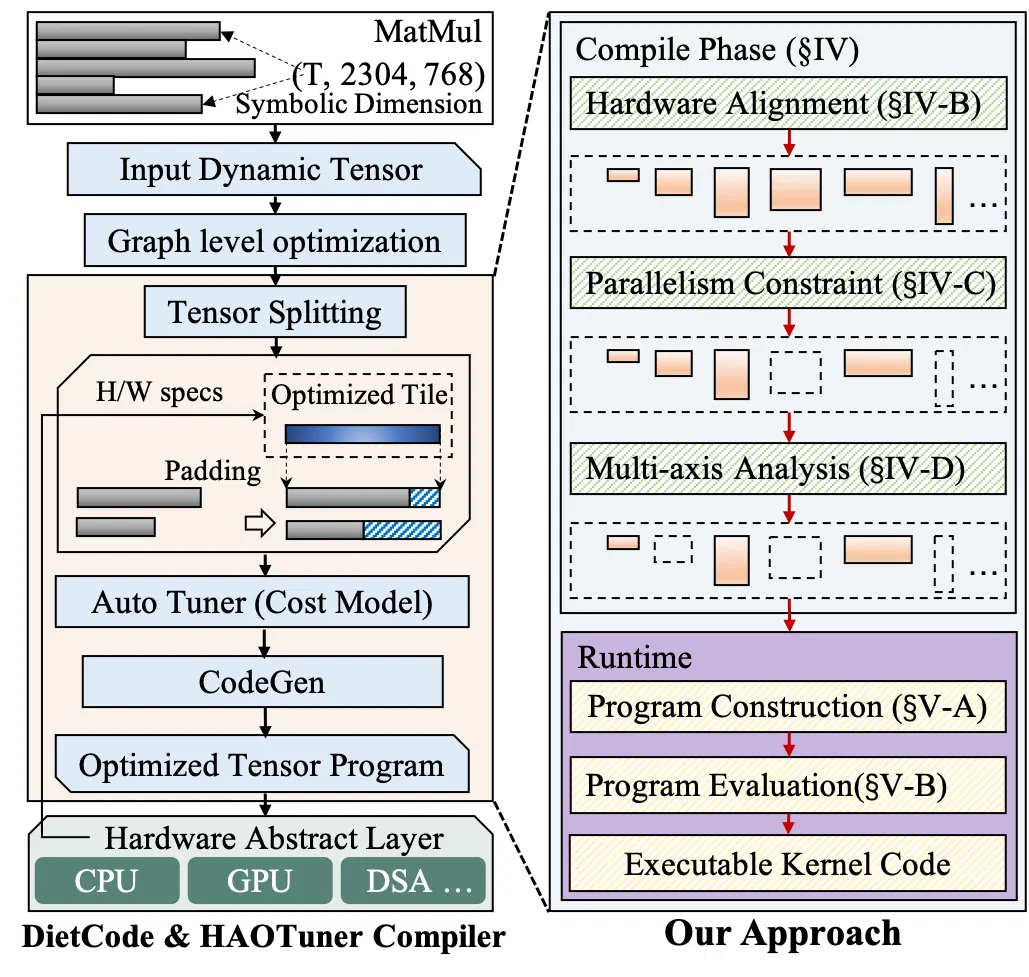 MatMul
(T, 2304, 768)
Symbolic Dimension
Input Dynamic Tensor
Graph level optimization
Tensor Splitting
H/W specs
Optimized Tile
Padding
Auto Tuner (Cost Model)
CodeGen
Optimized Tensor Program
Hardware Abstract Layer
CPU
GPU
DSA ...
DietCode & HAOTuner Compiler
Compile Phase (§IV)
Hardware Alignment (§IV-B)
...
Parallelism Constraint (§IV-C)
...
Multi-axis Analysis (§IV-D)
...
Runtime
Program Construction (§V-A)
Program Evaluation(§V-B)
Executable Kernel Code
Our Approach